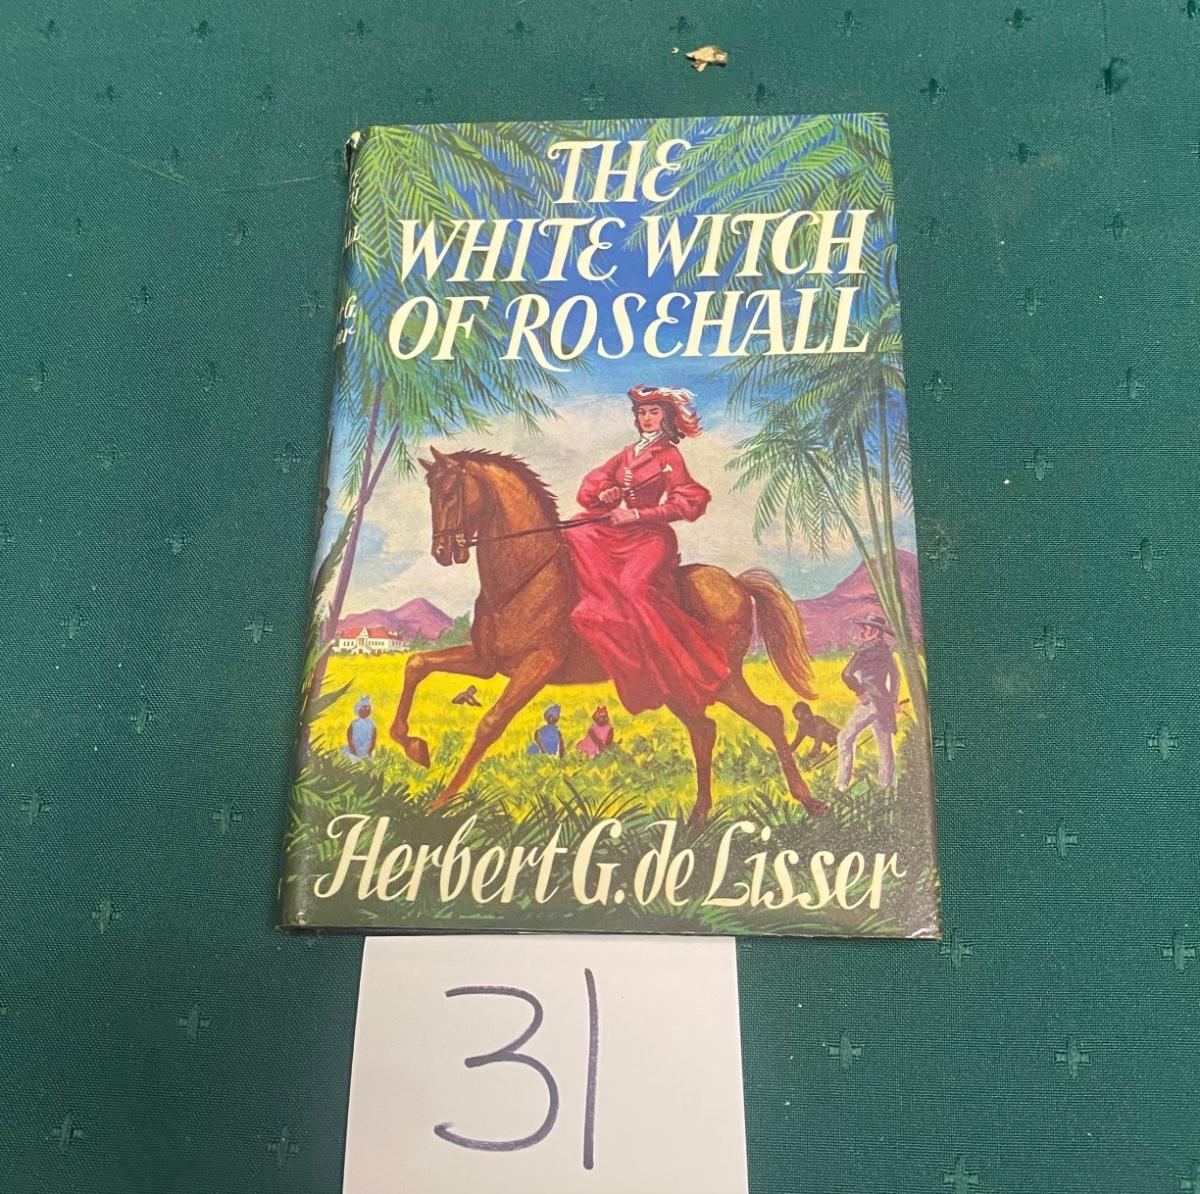 THE
WHITE WITCH
OF ROSEHALL
Herbert G. de Lisser
31